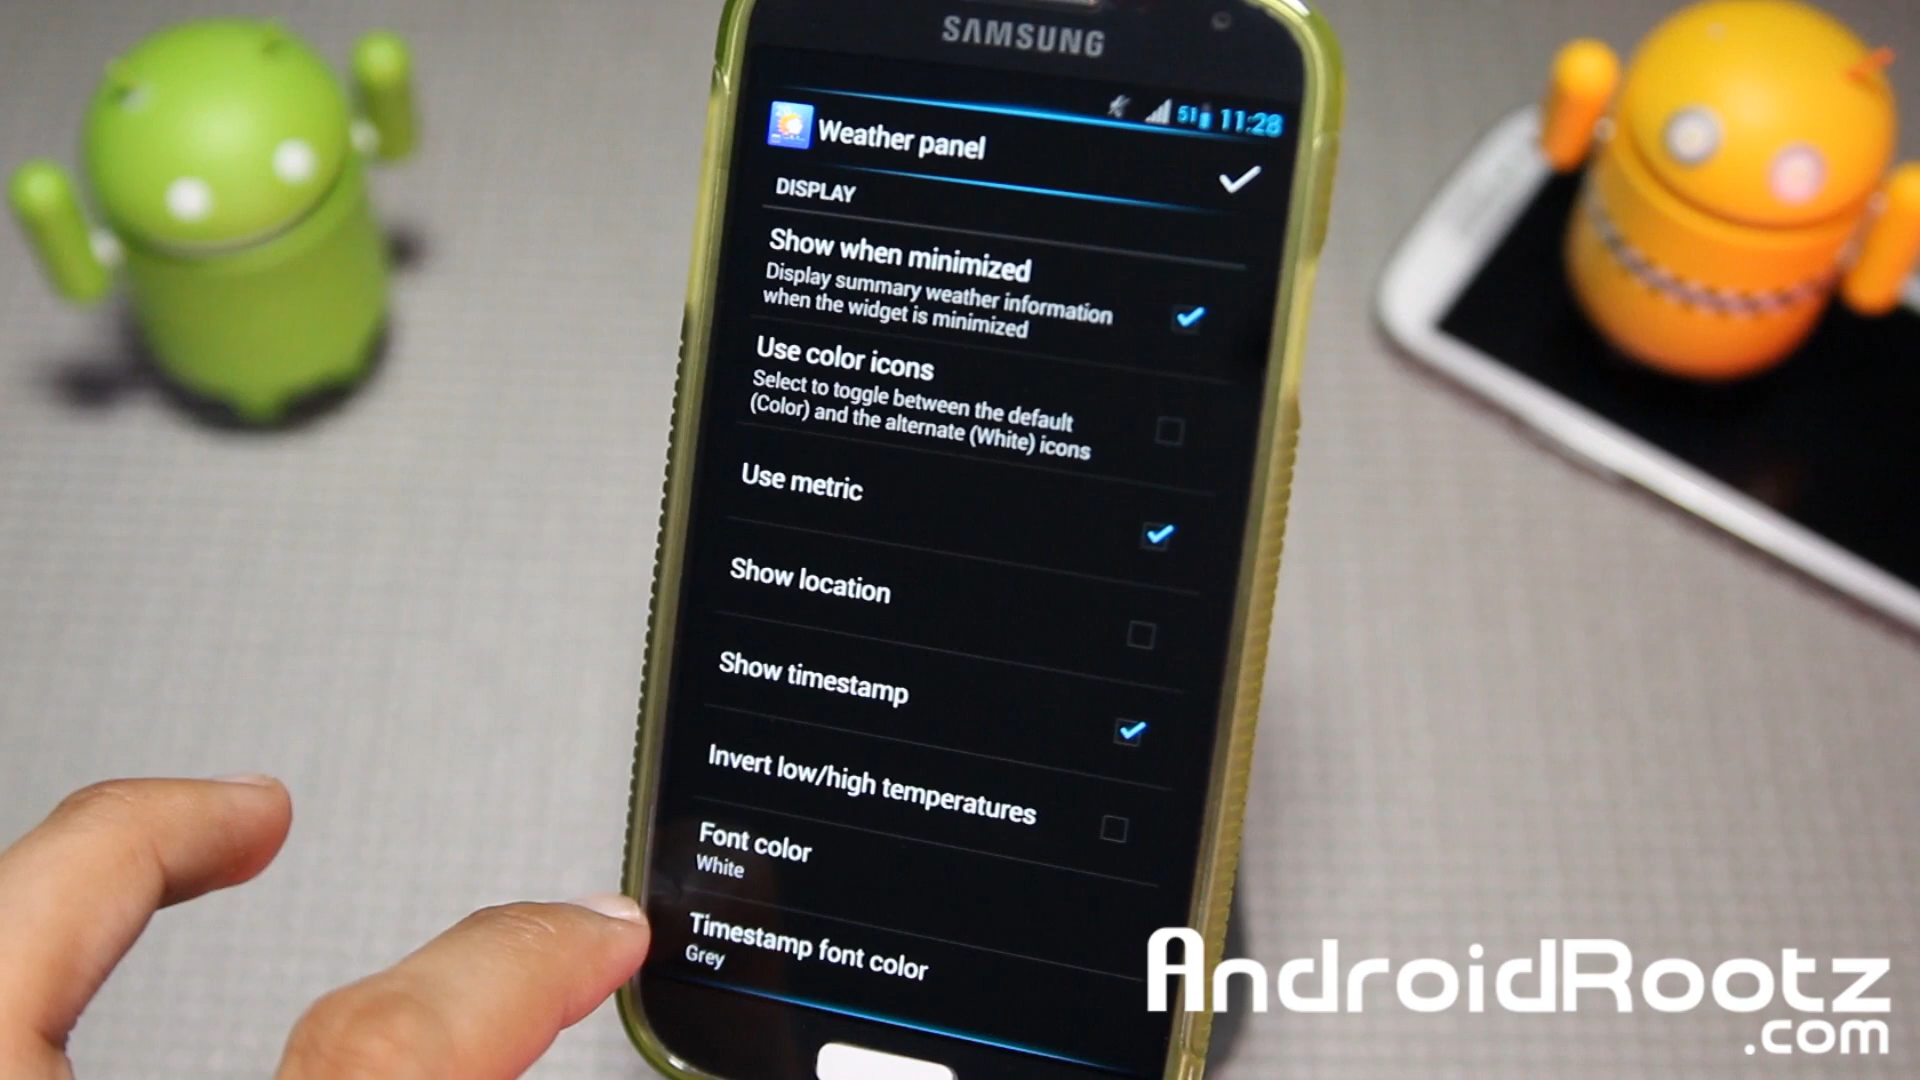 SAMSUNG
51 11:28
Weather panel
DISPLAY
Show when minimized
Display summary weather information
when the widget is minimized
Use color icons
Select to toggle between the default
(Color) and the alternate (White) icons
Use metric
Show location
Show timestamp
Invert low/high temperatures
Font color
White
Timestamp font color
Grey
AndroidRootz
.com